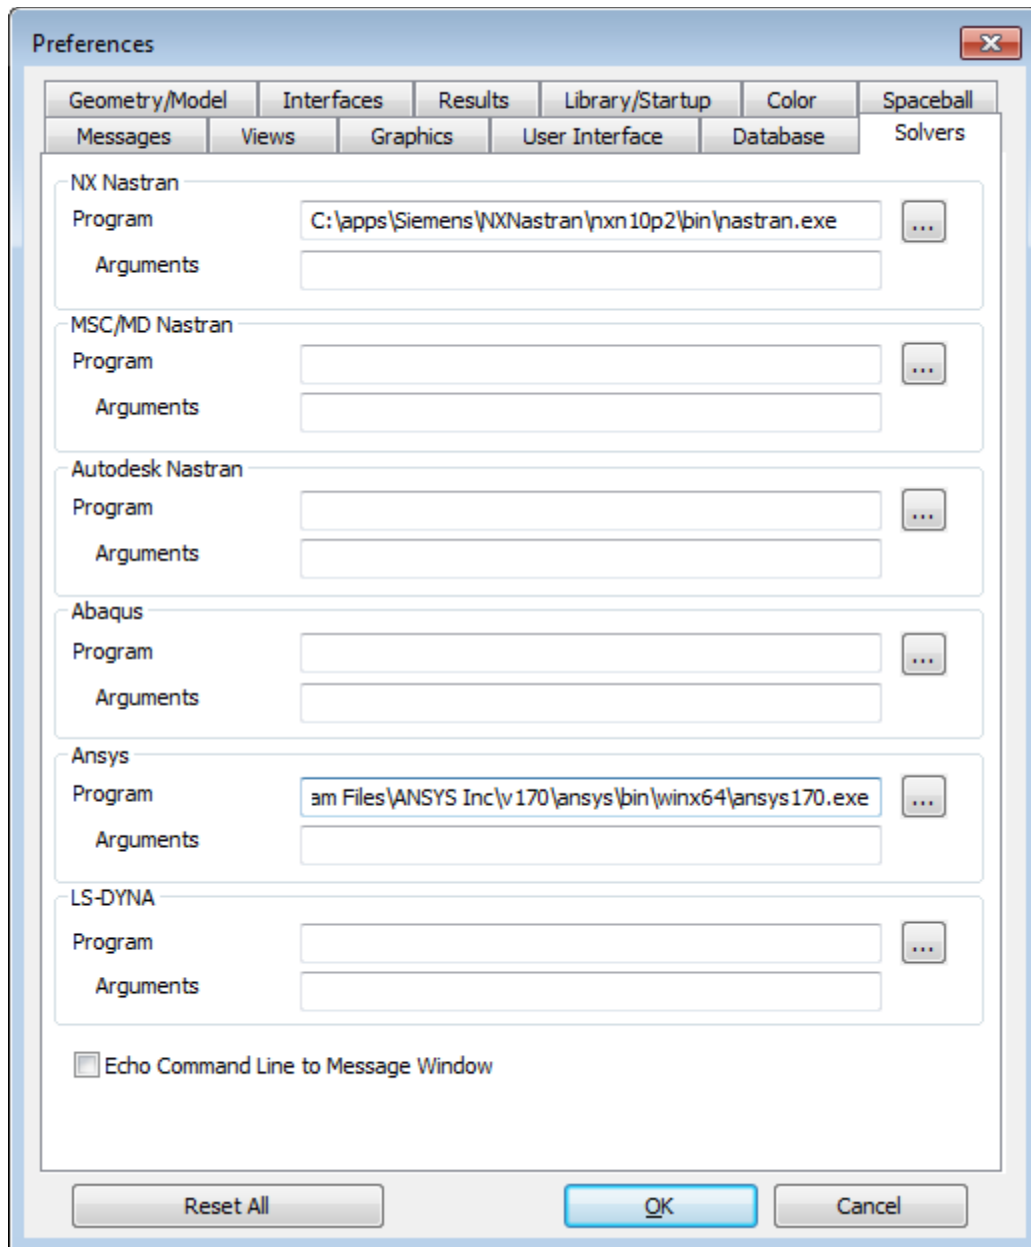 Preferences
Geometry/Model Interfaces Results Library/Startup Color Spaceball
Messages Views Graphics User Interface Database Solvers
NX Nastran
Program C:\apps\Siemens\NXNastran\nxn10p2\bin\nastran.exe ...
Arguments
MSC/MD Nastran
Program ...
Arguments
Autodesk Nastran
Program ...
Arguments
Abaqus
Program ...
Arguments
Ansys
Program am Files\ANSYS Inc\v170\ansys\bin\winx64\ansys170.exe ...
Arguments
LS-DYNA
Program ...
Arguments
Echo Command Line to Message Window
Reset All OK Cancel